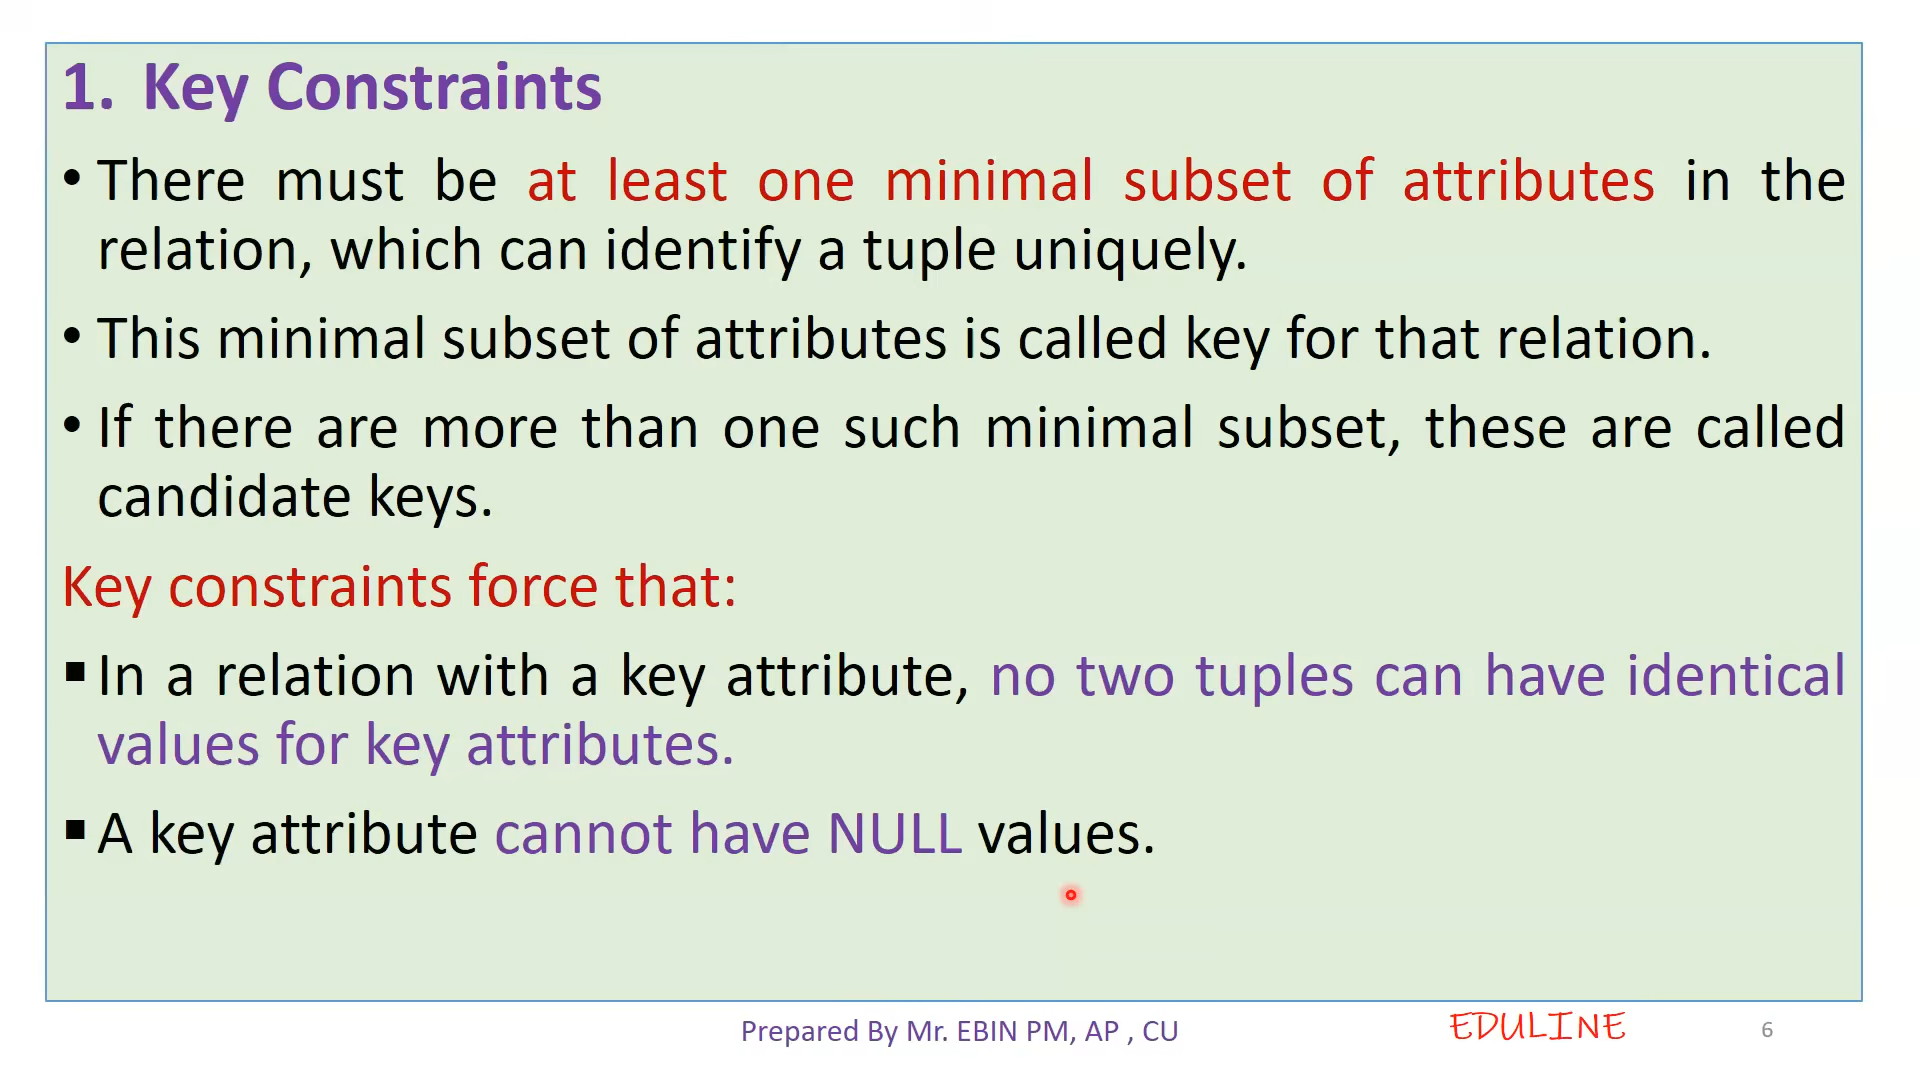 1. Key Constraints
• There must be at least one minimal subset of attributes in the
relation, which can identify a tuple uniquely.
• This minimal subset of attributes is called key for that relation.
• If there are more than one such minimal subset, these are called
candidate keys.
Key constraints force that:
▪ In a relation with a key attribute, no two tuples can have identical
values for key attributes.
▪ A key attribute cannot have NULL values.
Prepared By Mr. EBIN PM, AP , CU
EDULINE
6